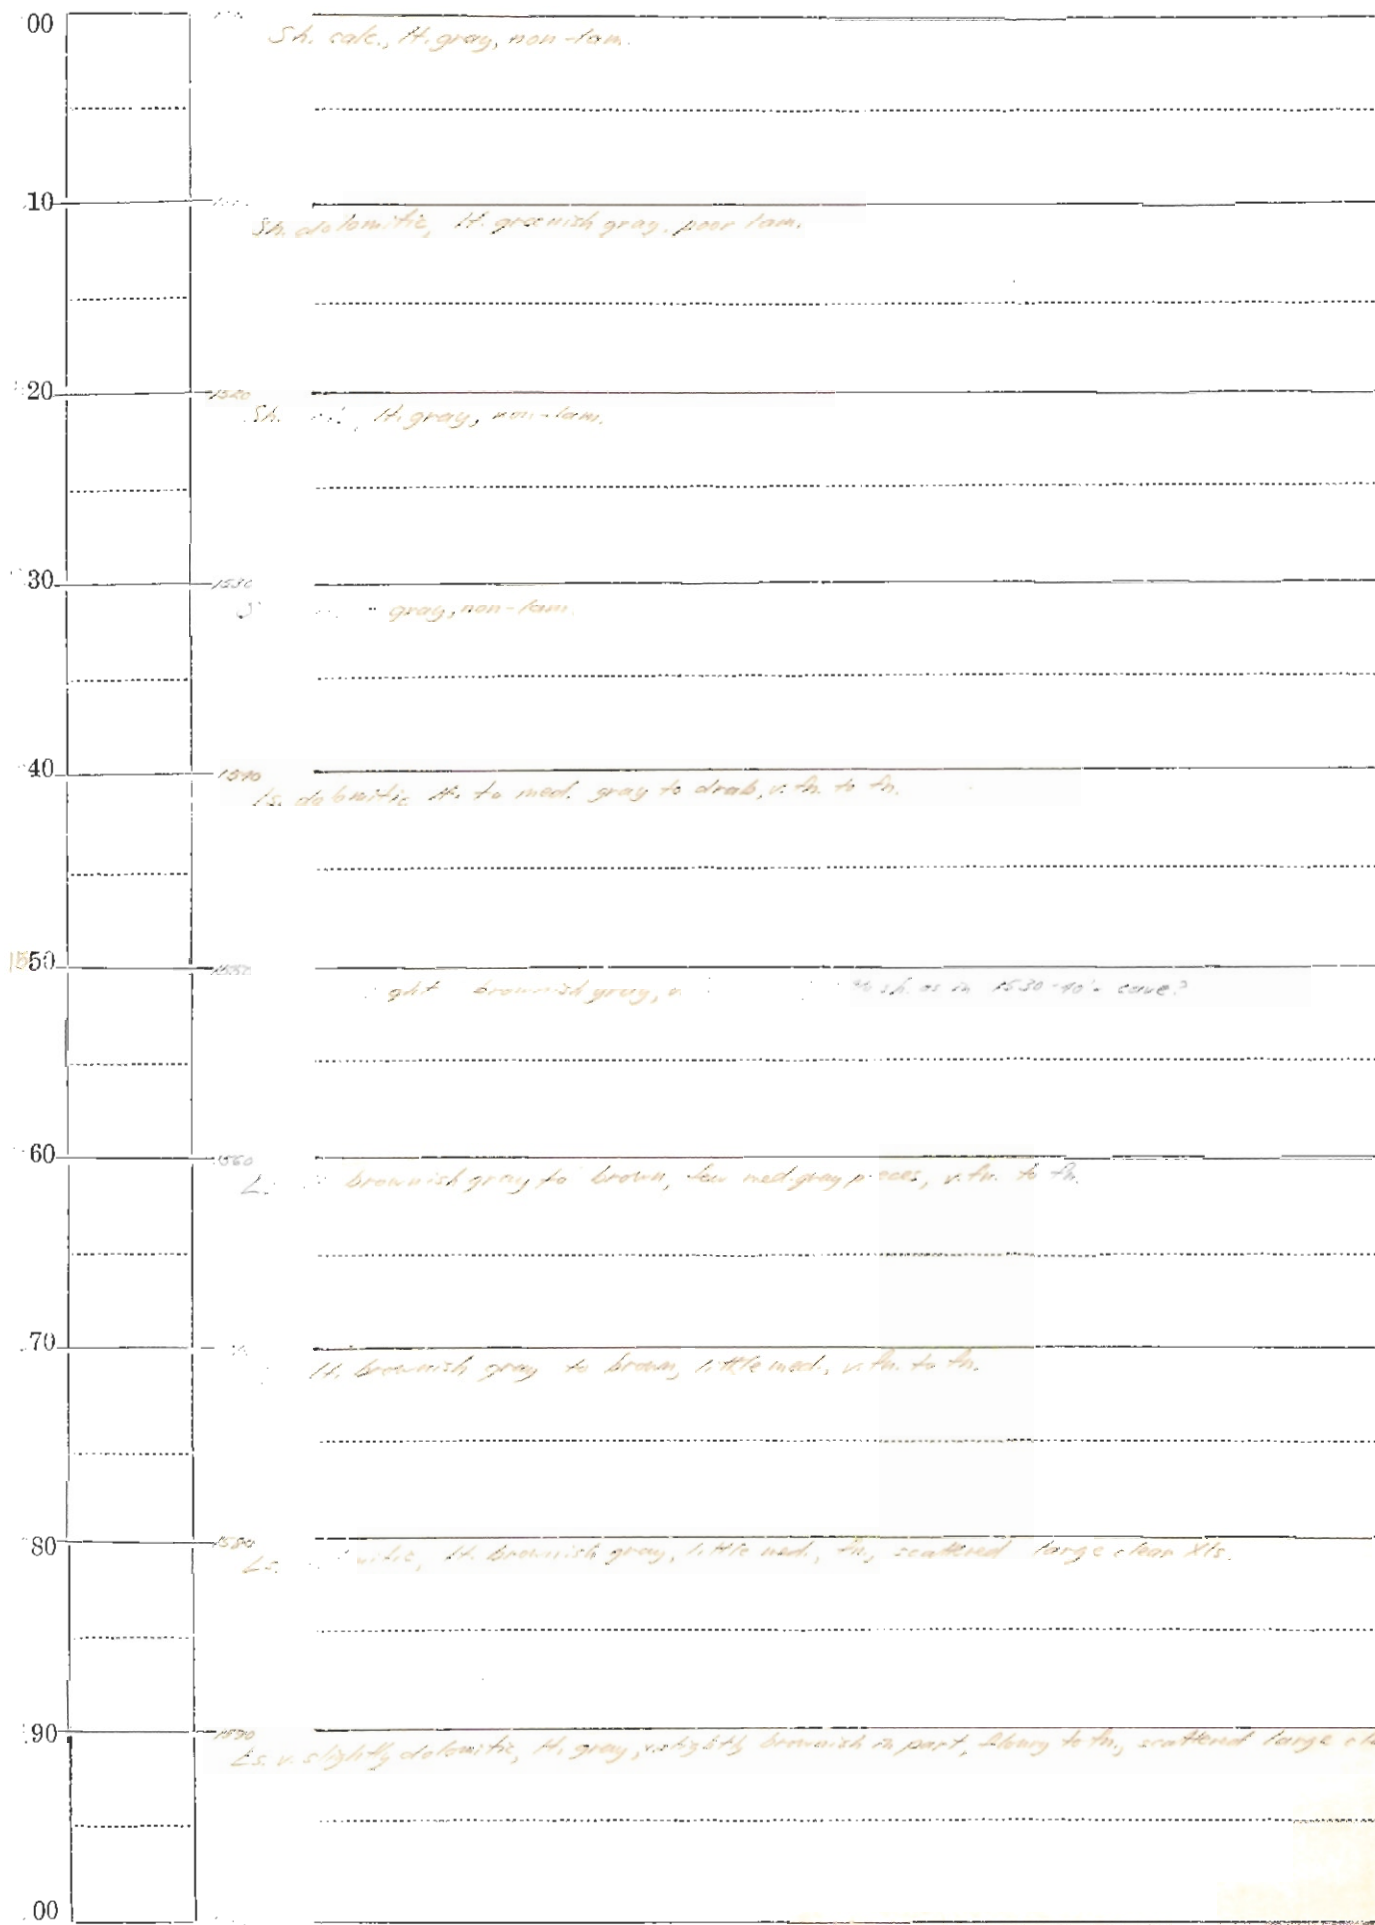 00
Sh. calc., lt. gray, non-lam.
10
Sh. dolomitic, lt. greenish gray, poor lam.
20 1520
Sh. lt. gray, non-lam.
30 1530
gray, non-lam.
40 1540
Ls. dolomitic lt. to med. gray to drab, v. fn. to fn.
1550 1550
brownish gray, sh. as in 1530-40'- cave?
60 1560
brownish gray to brown, few med. gray pieces, v. fn. to fn.
70
lt. brownish gray to brown, little med., v. fn. to fn.
80 1580
Ls. lt. brownish gray, little med., fn., scattered large clear Xls.
90 1590
Ls. v. slightly dolomitic, lt. gray, v. slightly brownish in part, to fn., scattered large
00